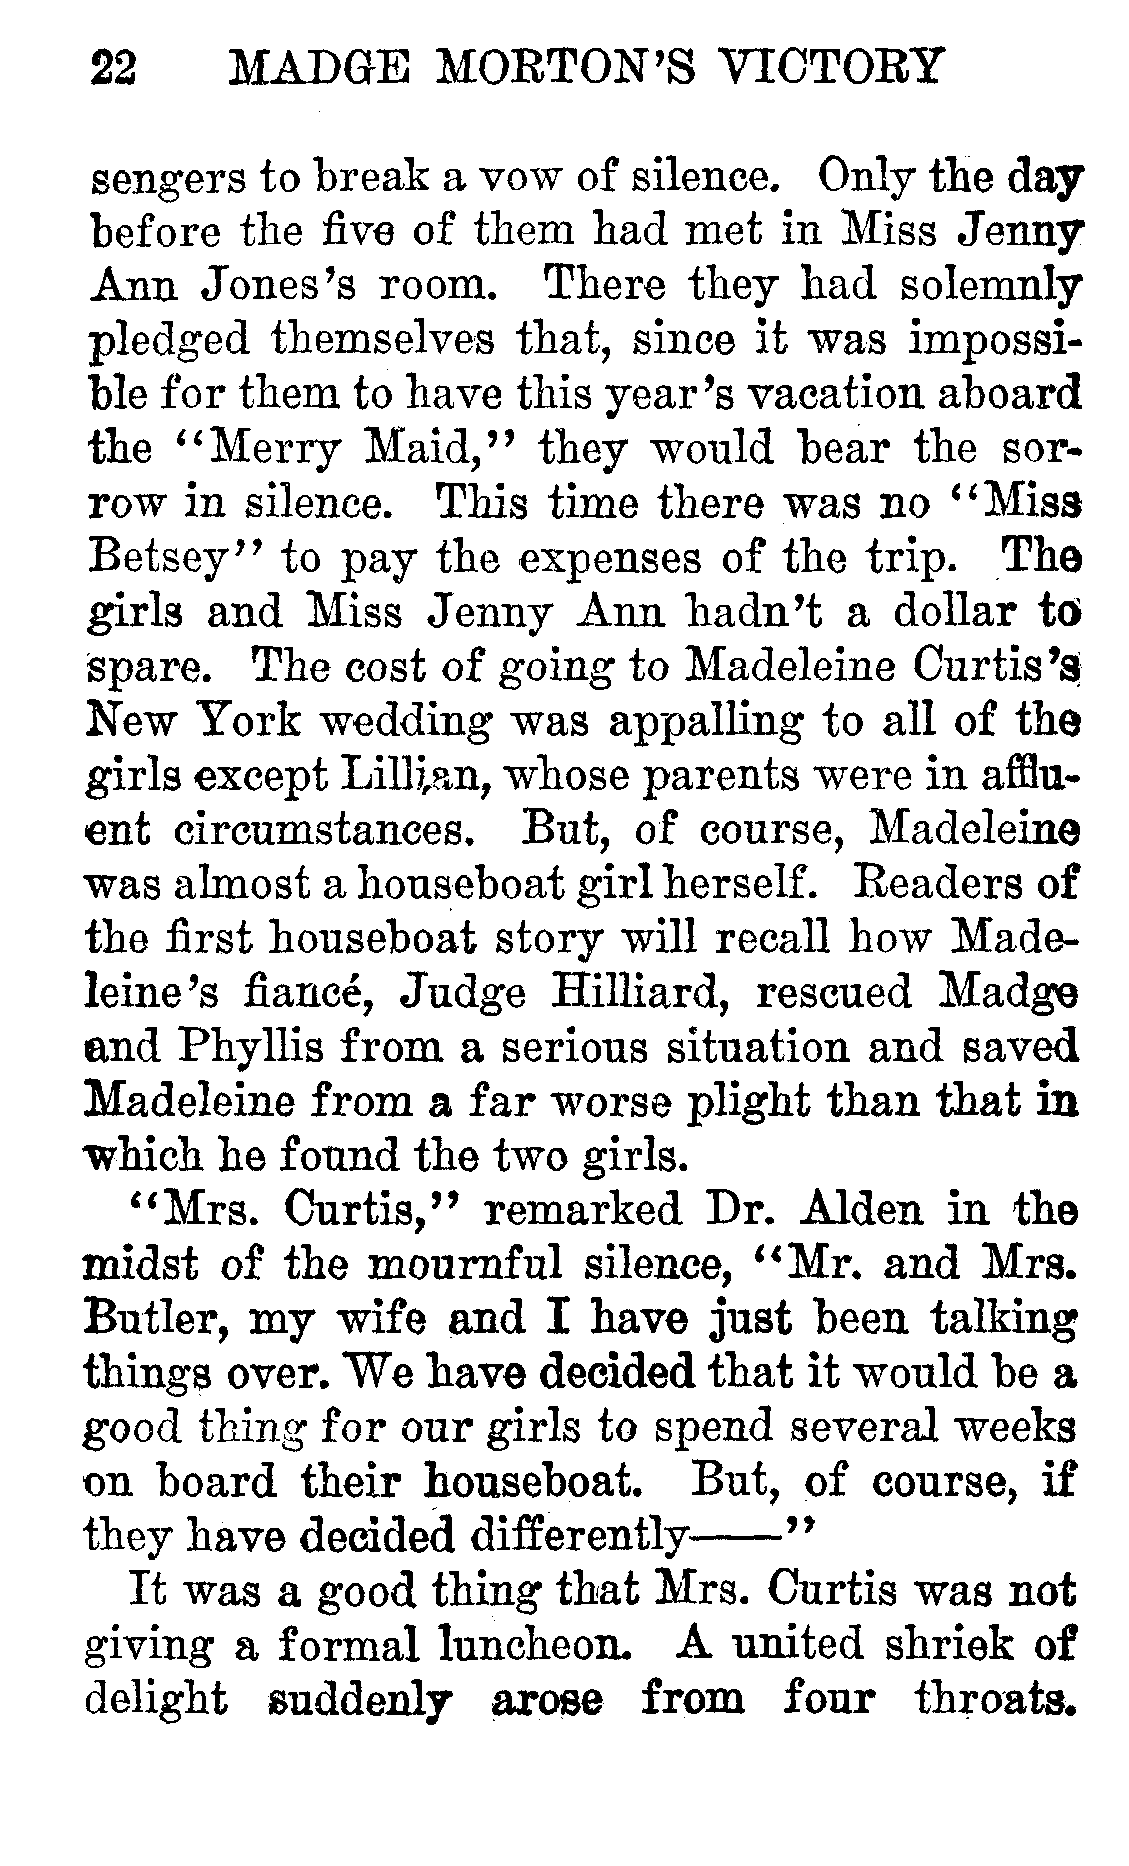 22 MADGE MORTON'S VICTORY
sengers to break a vow of silence. Only the day
before the five of them had met in Miss Jenny
Ann Jones's room. There they had solemnly
pledged themselves that, since it was impossi-
ble for them to have this year's vacation aboard
the "Merry Maid," they would bear the sor-
row in silence. This time there was no "Miss
Betsey" to pay the expenses of the trip. The
girls and Miss Jenny Ann hadn't a dollar to
spare. The cost of going to Madeleine Curtis's
New York wedding was appalling to all of the
girls except Lillian, whose parents were in afflu-
ent circumstances. But, of course, Madeleine
was almost a houseboat girl herself. Readers of
the first houseboat story will recall how Made-
leine's fiancé, Judge Hilliard, rescued Madge
and Phyllis from a serious situation and saved
Madeleine from a far worse plight than that in
which he found the two girls.
"Mrs. Curtis," remarked Dr. Alden in the
midst of the mournful silence, "Mr. and Mrs.
Butler, my wife and I have just been talking
things over. We have decided that it would be a
good thing for our girls to spend several weeks
on board their houseboat. But, of course, if
they have decided differently——"
It was a good thing that Mrs. Curtis was not
giving a formal luncheon. A united shriek of
delight suddenly arose from four throats.